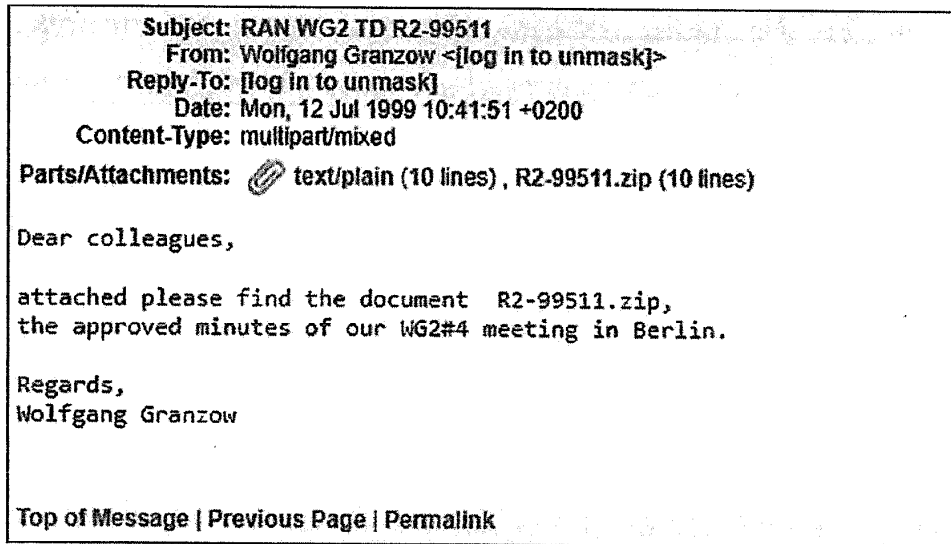 Subject: RAN WG2 TD R2-99511
From: Wolfgang Granzow <[log in to unmask]>
Reply-To: [log in to unmask]
Date: Mon, 12 Jul 1999 10:41:51 +0200
Content-Type: multipart/mixed
Parts/Attachments: text/plain (10 lines) , R2-99511.zip (10 lines)
Dear colleagues,
attached please find the document R2-99511.zip,
the approved minutes of our WG2#4 meeting in Berlin.
Regards,
Wolfgang Granzow
Top of Message | Previous Page | Permalink